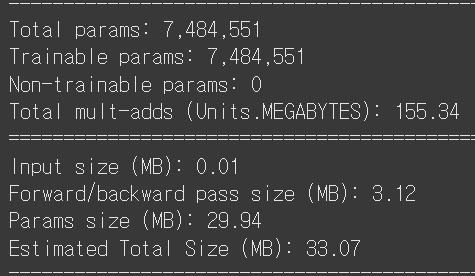 Total params: 7,484,551
Trainable params: 7,484,551
Non-trainable params: 0
Total mult-adds (Units.MEGABYTES): 155.34
Input size (MB): 0.01
Forward/backward pass size (MB): 3.12
Params size (MB): 29.94
Estimated Total Size (MB): 33.07